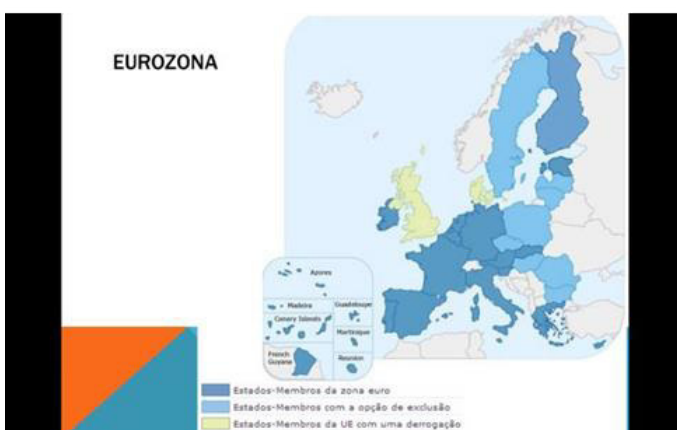 EUROZONA
Azores
Madeira
Guadeloupe
Canary Islands
Martinique
French
Guyana
Reunion
Estados-Membros da zona euro
Estados-Membros com a opção de exclusão
Estados-Membros da UE com uma derrogação